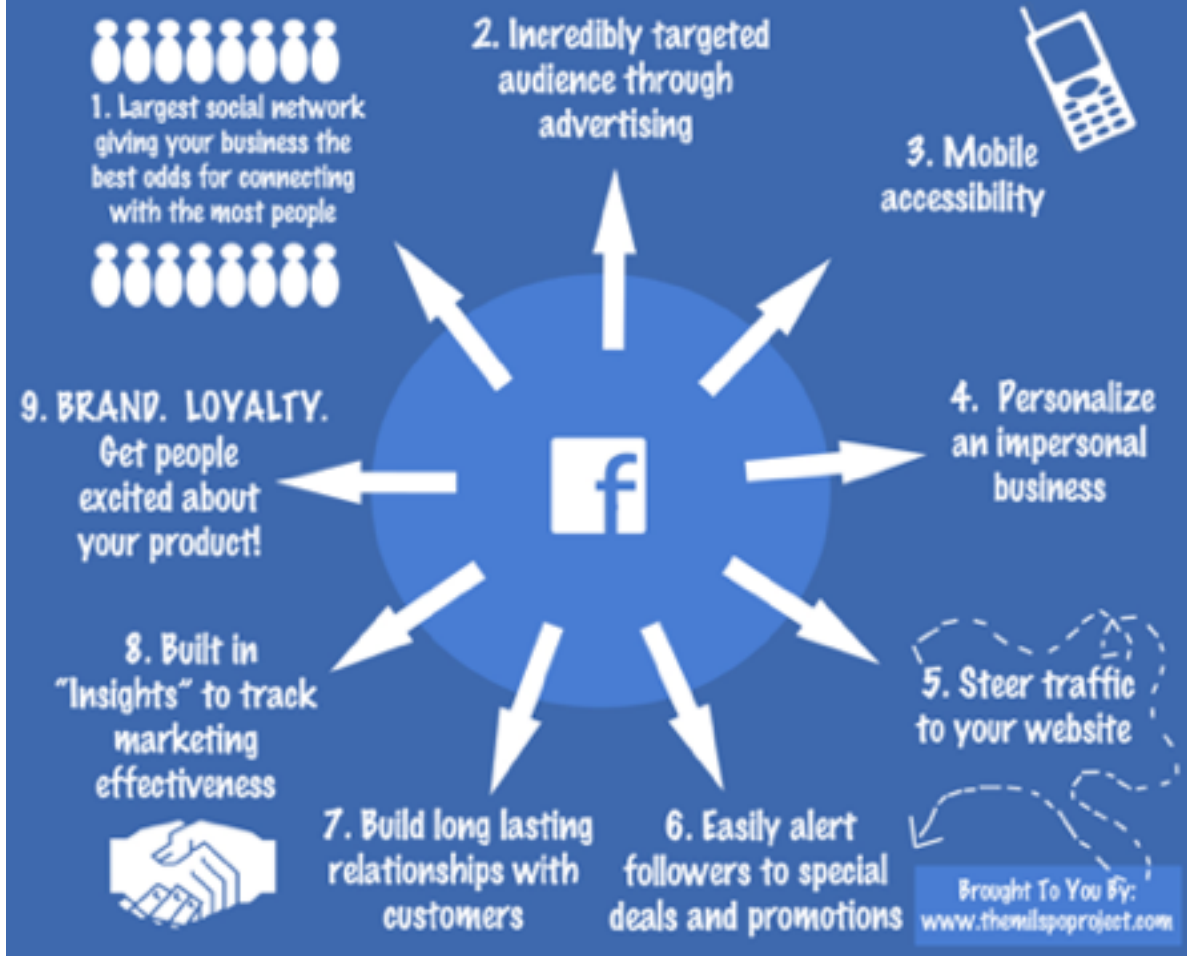 1. Largest social network
giving your business the
best odds for connecting
with the most people
2. Incredibly targeted
audience through
advertising
3. Mobile
accessibility
4. Personalize
an impersonal
business
5. Steer traffic
to your website
6. Easily alert
followers to special
deals and promotions
7. Build long lasting
relationships with
customers
8. Built in
"Insights" to track
marketing
effectiveness
9. BRAND. LOYALTY.
Get people
excited about
your product!
f
Brought To You By:
www.themilspoproject.com